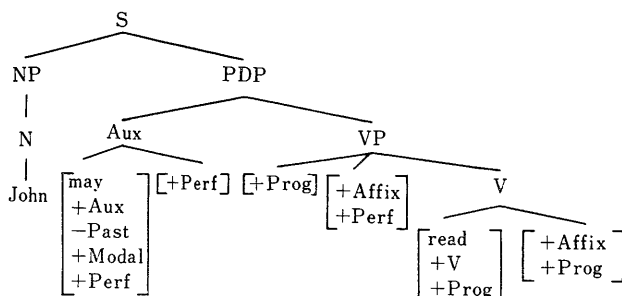 S
NP PDP
N Aux VP
John [may [+Perf] [+Prog] [+Affix V
+Aux +Perf]
−Past
+Modal [read [+Affix
+Perf] +V +Prog]
+Prog]